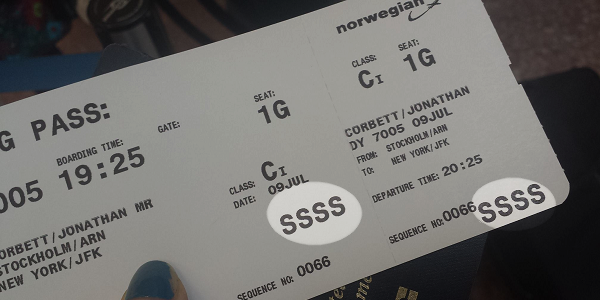 norwegian
G PASS:
BOARDING TIME:
GATE:
SEAT:
005 19:25
1G
CLASS: CI
DATE: 09JUL
SSSS
ORBETT/JONATHAN MR
STOCKHOLM/ARN
NEW YORK/JFK
SEQUENCE NO: 0066
CLASS:
SEAT:
CI 1G
CORBETT/JONATHAN
DY 7005 09JUL
FROM: STOCKHOLM/ARN
TO: NEW YORK/JFK
DEPARTURE TIME: 20:25
SEQUENCE NO:0066
SSSS